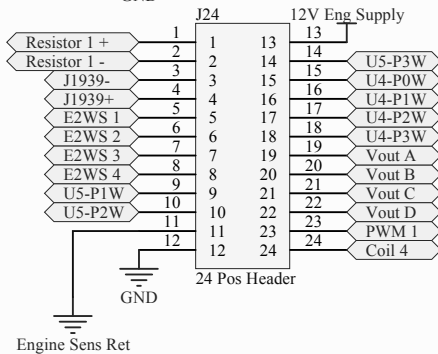 GND
J24
12V Eng Supply
Resistor 1 + 1 1 13 13
Resistor 1 - 2 2 14 14 U5-P3W
J1939- 3 3 15 15 U4-P0W
J1939+ 4 4 16 16 U4-P1W
E2WS 1 5 5 17 17 U4-P2W
E2WS 2 6 6 18 18 U4-P3W
E2WS 3 7 7 19 19 Vout A
E2WS 4 8 8 20 20 Vout B
U5-P1W 9 9 21 21 Vout C
U5-P2W 10 10 22 22 Vout D
11 11 23 23 PWM 1
12 12 24 24 Coil 4
24 Pos Header
GND
Engine Sens Ret